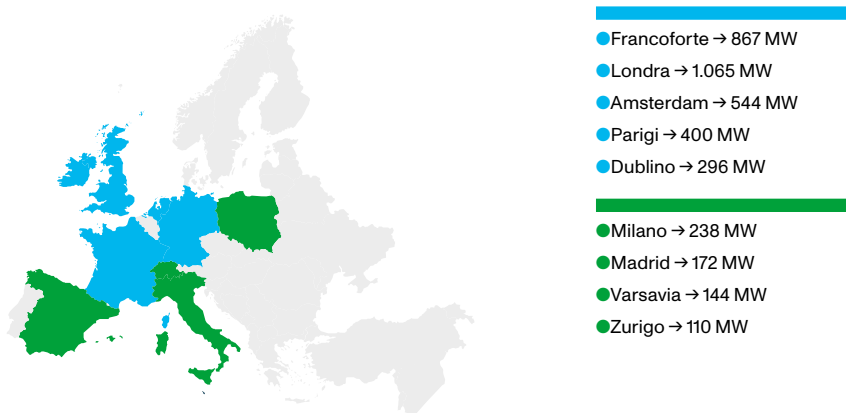 Francoforte → 867 MW
Londra → 1.065 MW
Amsterdam → 544 MW
Parigi → 400 MW
Dublino → 296 MW
Milano → 238 MW
Madrid → 172 MW
Varsavia → 144 MW
Zurigo → 110 MW